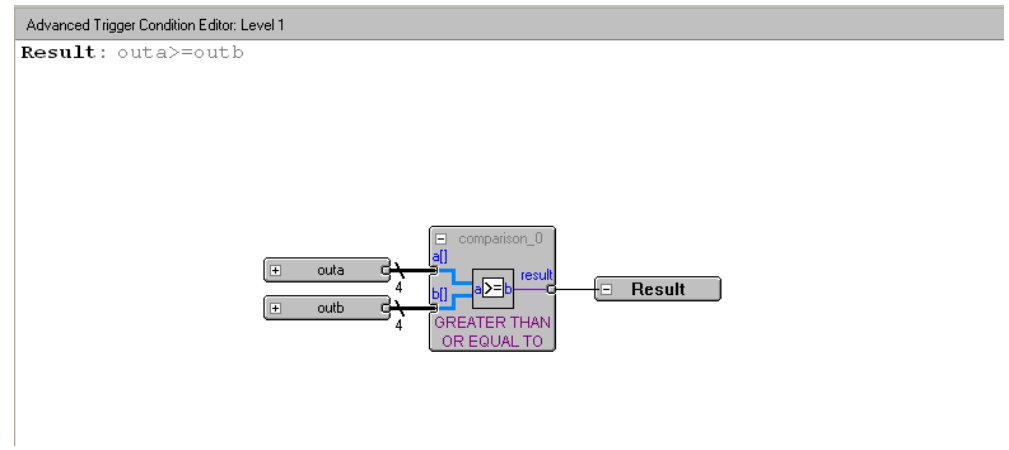 Advanced Trigger Condition Editor: Level 1
Result: outa>=outb
comparison_0
a[]
outa
4
result
a>=b
b[]
Result
outb
4
GREATER THAN
OR EQUAL TO